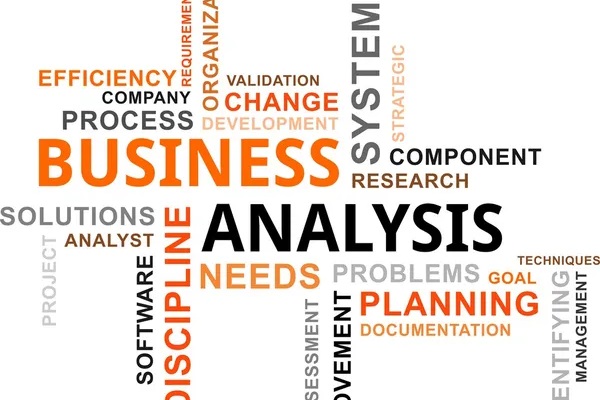 REQUIREMEN
ORGANIZA
SYSTEM
STRATEGIC
EFFICIENCY
VALIDATION
COMPANY
CHANGE
PROCESS
DEVELOPMENT
BUSINESS
COMPONENT
RESEARCH
SOLUTIONS
ANALYSIS
ANALYST
PROJECT
DISCIPLINE
SOFTWARE
NEEDS
PROBLEMS
GOAL
TECHNIQUES
PLANNING
DOCUMENTATION
SESSMENT
OVEMENT
ENTIFYING
MANAGEMENT